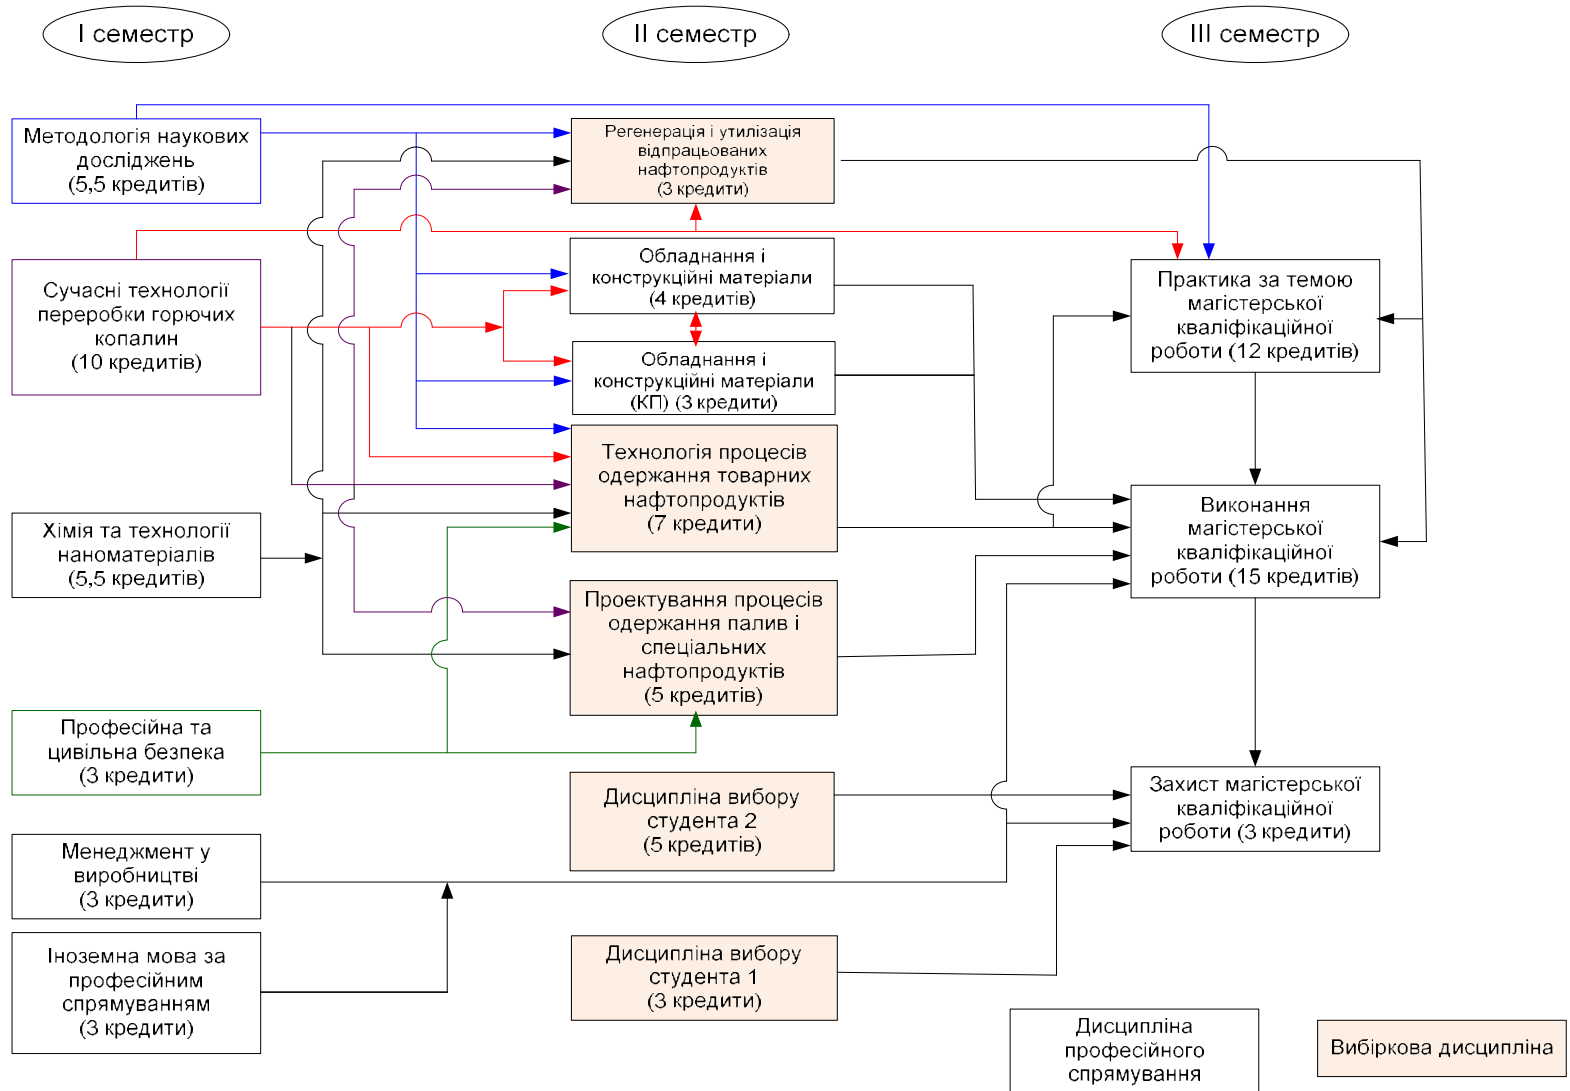 І семестр
ІІ семестр
ІІІ семестр
Методологія наукових
досліджень
(5,5 кредитів)
Сучасні технології
переробки горючих
копалин
(10 кредитів)
Хімія та технології
наноматеріалів
(5,5 кредитів)
Професійна та
цивільна безпека
(3 кредити)
Менеджмент у
виробництві
(3 кредити)
Іноземна мова за
професійним
спрямуванням
(3 кредити)
Регенерація і утилізація
відпрацьованих
нафтопродуктів
(3 кредити)
Обладнання і
конструкційні матеріали
(4 кредитів)
Обладнання і
конструкційні матеріали
(КП) (3 кредити)
Технологія процесів
одержання товарних
нафтопродуктів
(7 кредити)
Проектування процесів
одержання палив і
спеціальних
нафтопродуктів
(5 кредитів)
Дисципліна вибору
студента 2
(5 кредитів)
Дисципліна вибору
студента 1
(3 кредити)
Практика за темою
магістерської
кваліфікаційної
роботи (12 кредитів)
Виконання
магістерської
кваліфікаційної
роботи (15 кредитів)
Захист магістерської
кваліфікаційної
роботи (3 кредити)
Дисципліна
професійного
спрямування
Вибіркова дисципліна